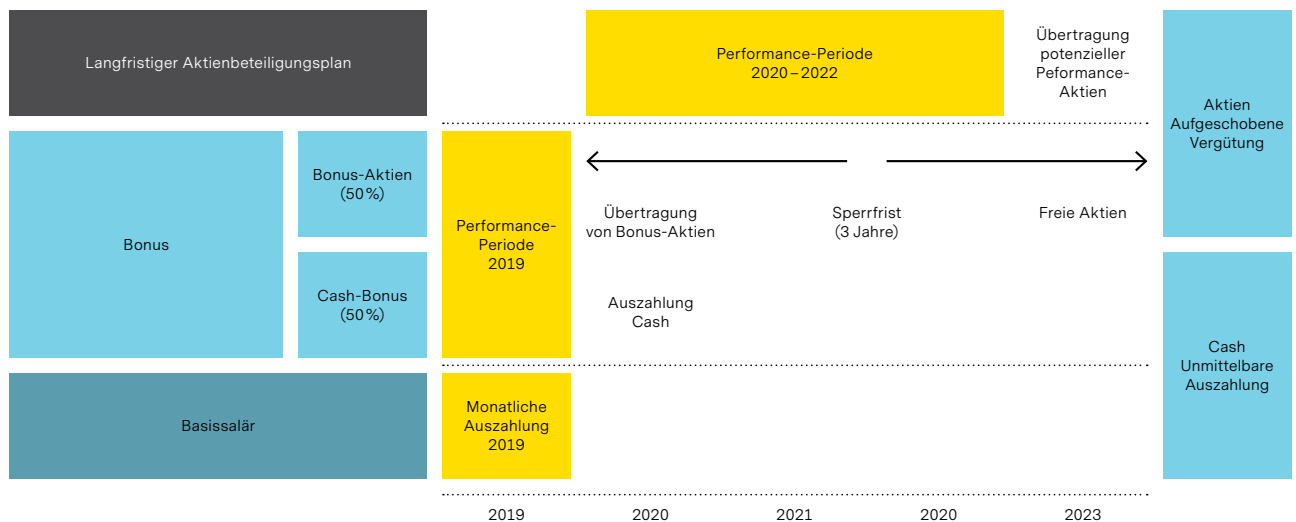 Langfristiger Aktienbeteiligungsplan
Performance-Periode
2020–2022
Übertragung
potenzieller
Peformance-
Aktien
Aktien
Aufgeschobene
Vergütung
Bonus
Bonus-Aktien
(50%)
Cash-Bonus
(50%)
Performance-
Periode
2019
Übertragung
von Bonus-Aktien
Sperrfrist
(3 Jahre)
Freie Aktien
Auszahlung
Cash
Cash
Unmittelbare
Auszahlung
Basissalär
Monatliche
Auszahlung
2019
2019
2020
2021
2020
2023